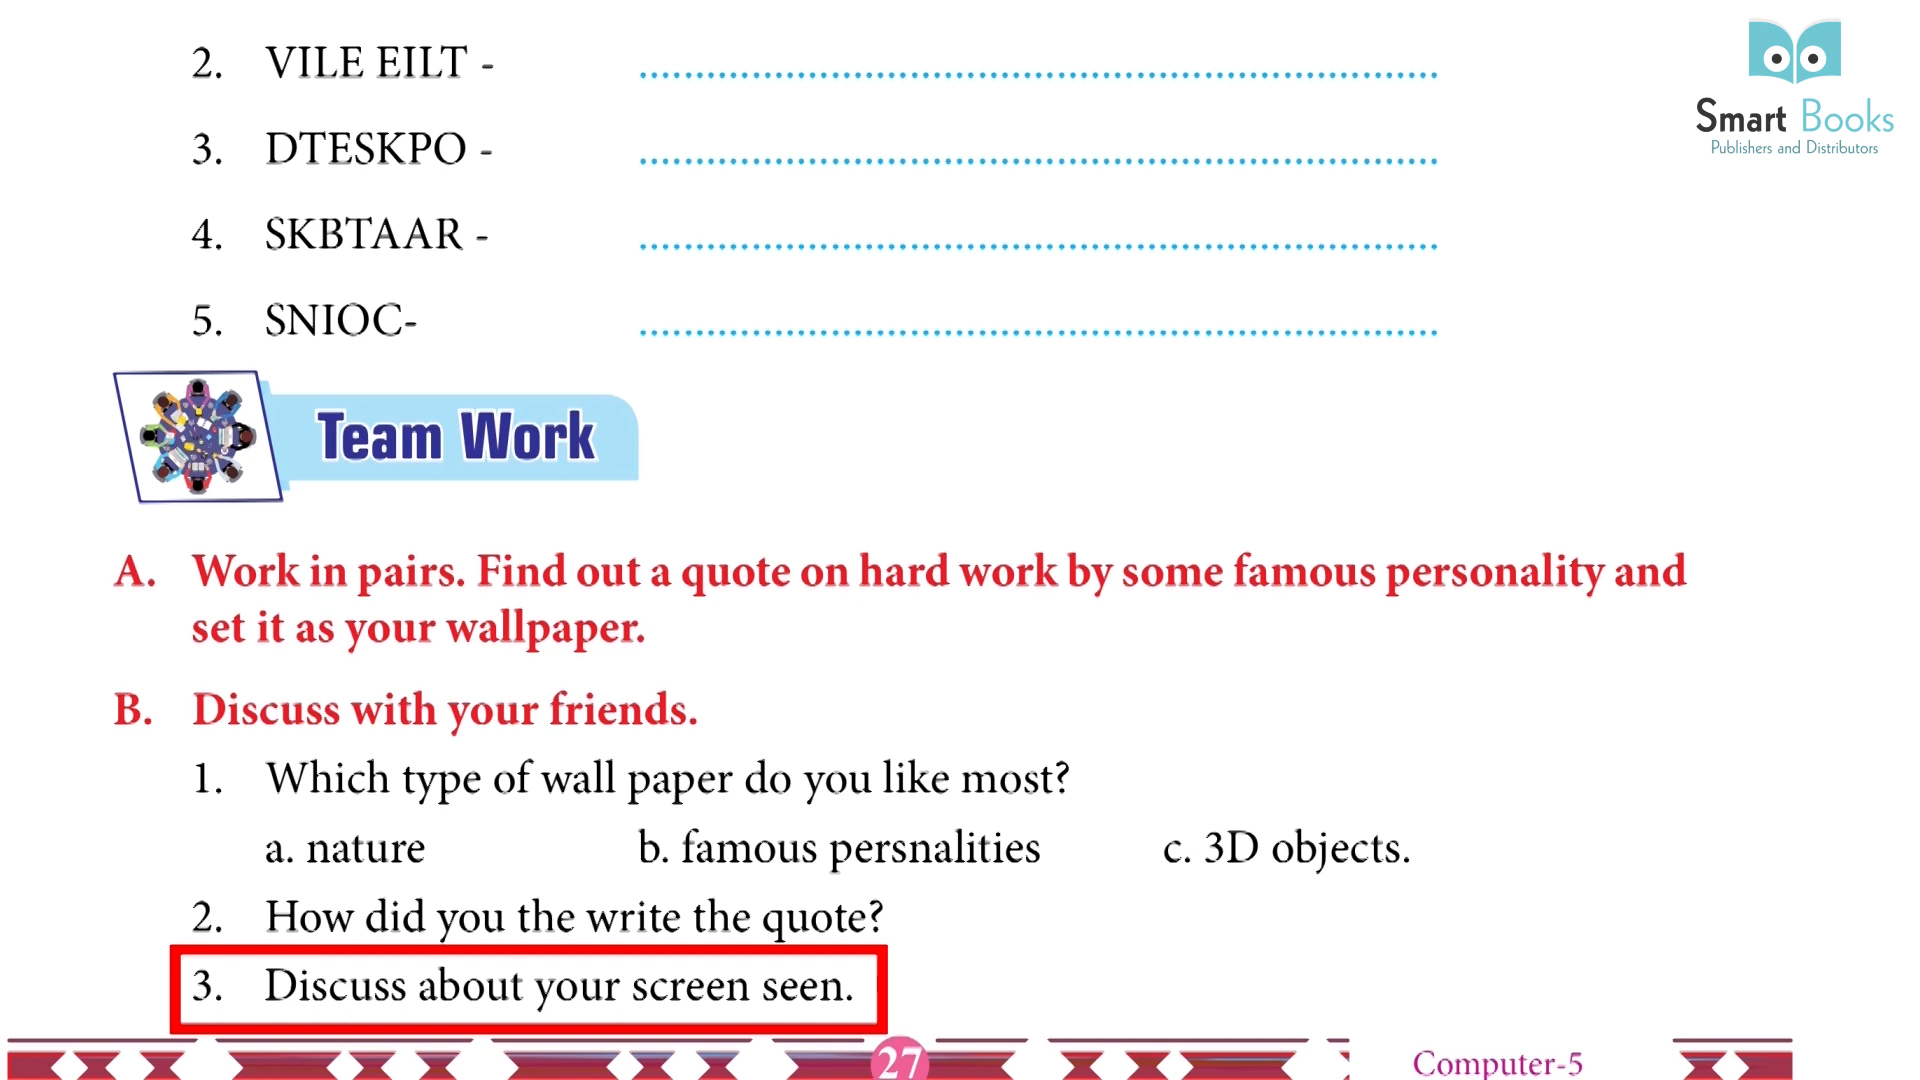 2. VILE EILT - ......................................................................
3. DTESKPO - ......................................................................
4. SKBTAAR - ......................................................................
5. SNIOC- ......................................................................
Smart Books
Publishers and Distributors
Team Work
A. Work in pairs. Find out a quote on hard work by some famous personality and
set it as your wallpaper.
B. Discuss with your friends.
1. Which type of wall paper do you like most?
a. nature b. famous persnalities c. 3D objects.
2. How did you the write the quote?
3. Discuss about your screen seen.
27
Computer-5